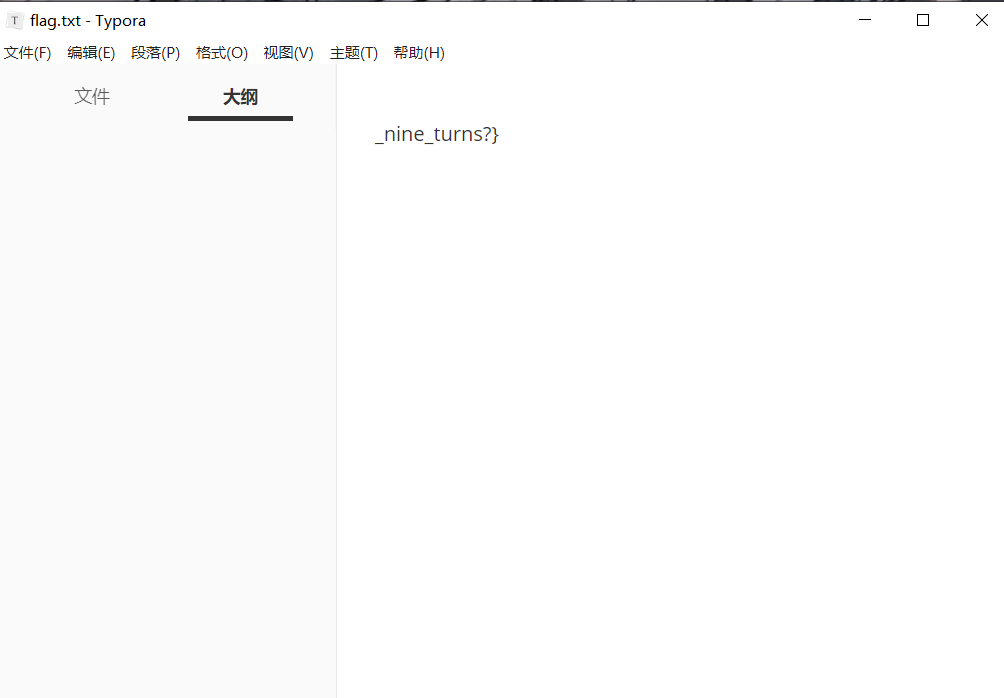 flag.txt - Typora
文件(F) 编辑(E) 段落(P) 格式(O) 视图(V) 主题(T) 帮助(H)
文件 大纲
_nine_turns?}